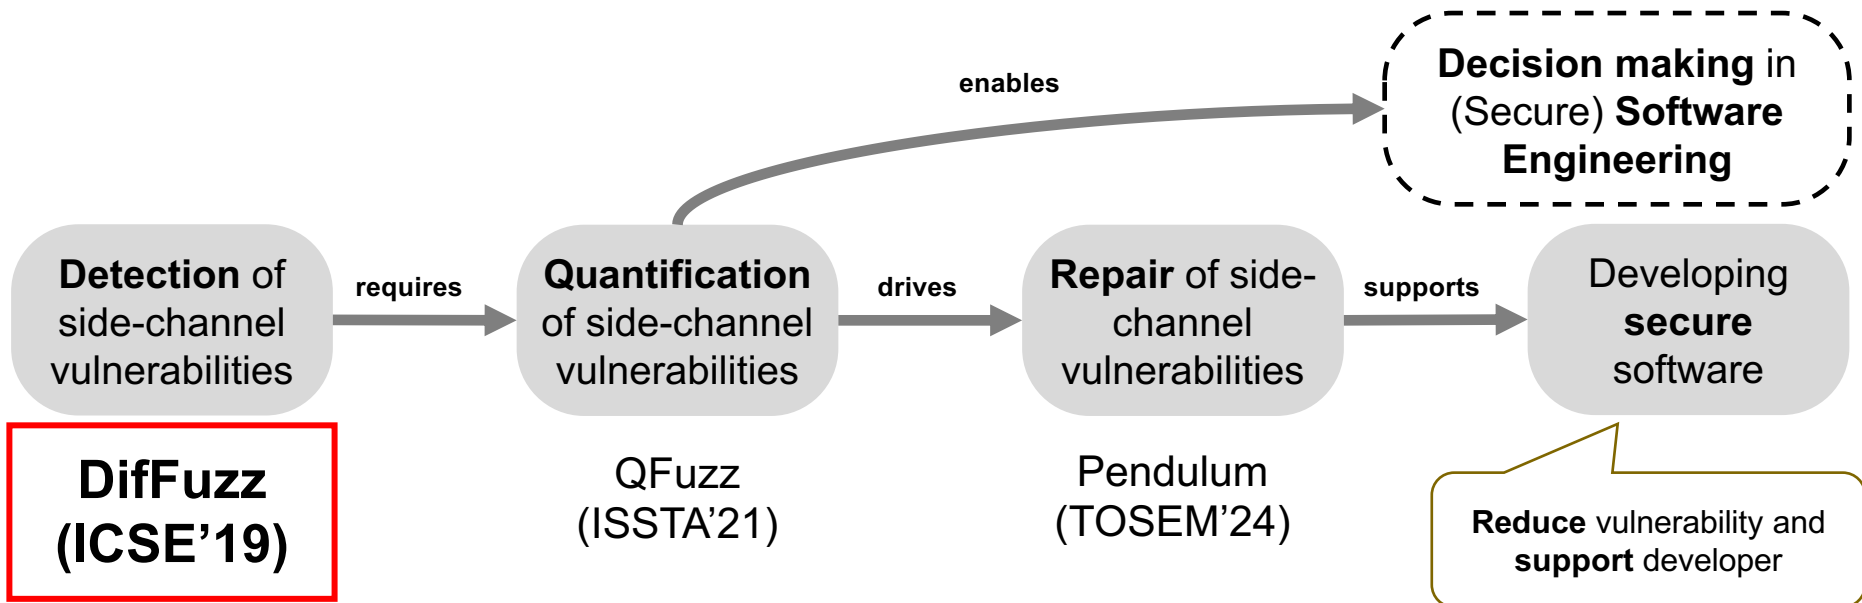 enables
Decision making in
(Secure) Software
Engineering
Detection of
side-channel
vulnerabilities
requires
Quantification
of side-channel
vulnerabilities
drives
Repair of side-
channel
vulnerabilities
supports
Developing
secure
software
DifFuzz
(ICSE’19)
QFuzz
(ISSTA’21)
Pendulum
(TOSEM’24)
Reduce vulnerability and
support developer